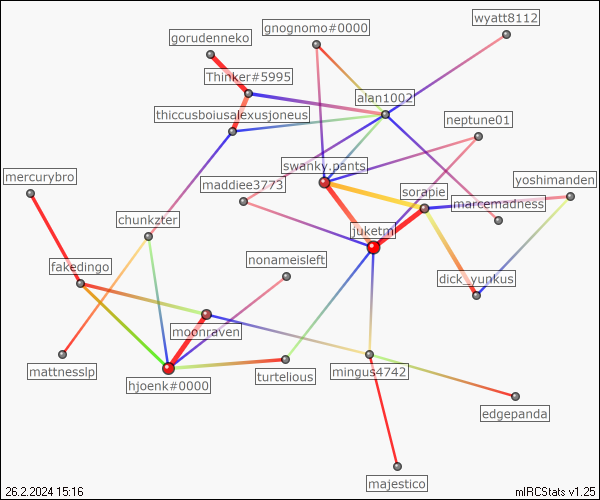 wyatt8112
gnognomo#0000
gorudenneko
Thinker#5995
alan1002
thiccusboiusalexusjoneus
neptune01
swanky.pants
mercurybro
maddiee3773
sorapie
yoshimanden
marcemadness
chunkzter
juketm
fakedingo
nonameisleft
dick_yunkus
moonraven
mattnesslp
hjoenk#0000
turtelious
mingus4742
edgepanda
majestico
26.2.2024 15:16
mIRCStats v1.25